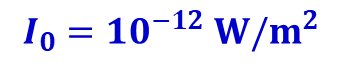 I₀ = 10⁻¹² W/m²